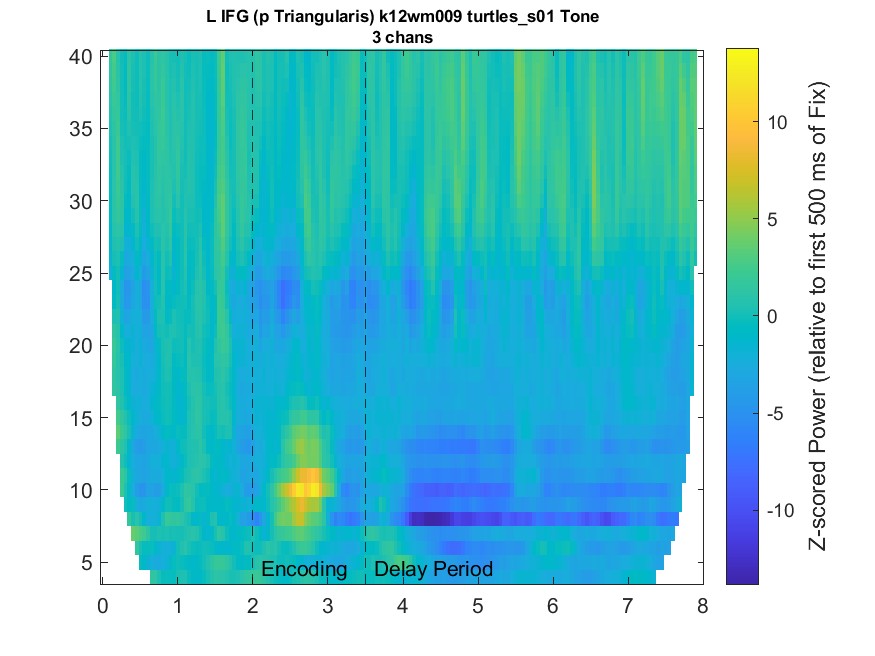 L IFG (p Triangularis) k12wm009 turtles_s01 Tone
3 chans
40
35
30
25
20
15
10
5
Encoding
Delay Period
0 1 2 3 4 5 6 7 8
10
5
0
-5
-10
Z-scored Power (relative to first 500 ms of Fix)